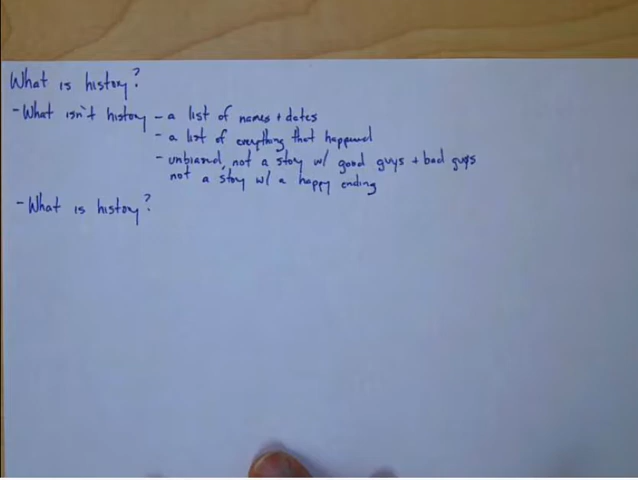 What is history?
- What isn't history - a list of names + dates
- a list of everything that happened
- unbiased, not a story w/ good guys + bad guys
not a story w/ a happy ending
- What is history?